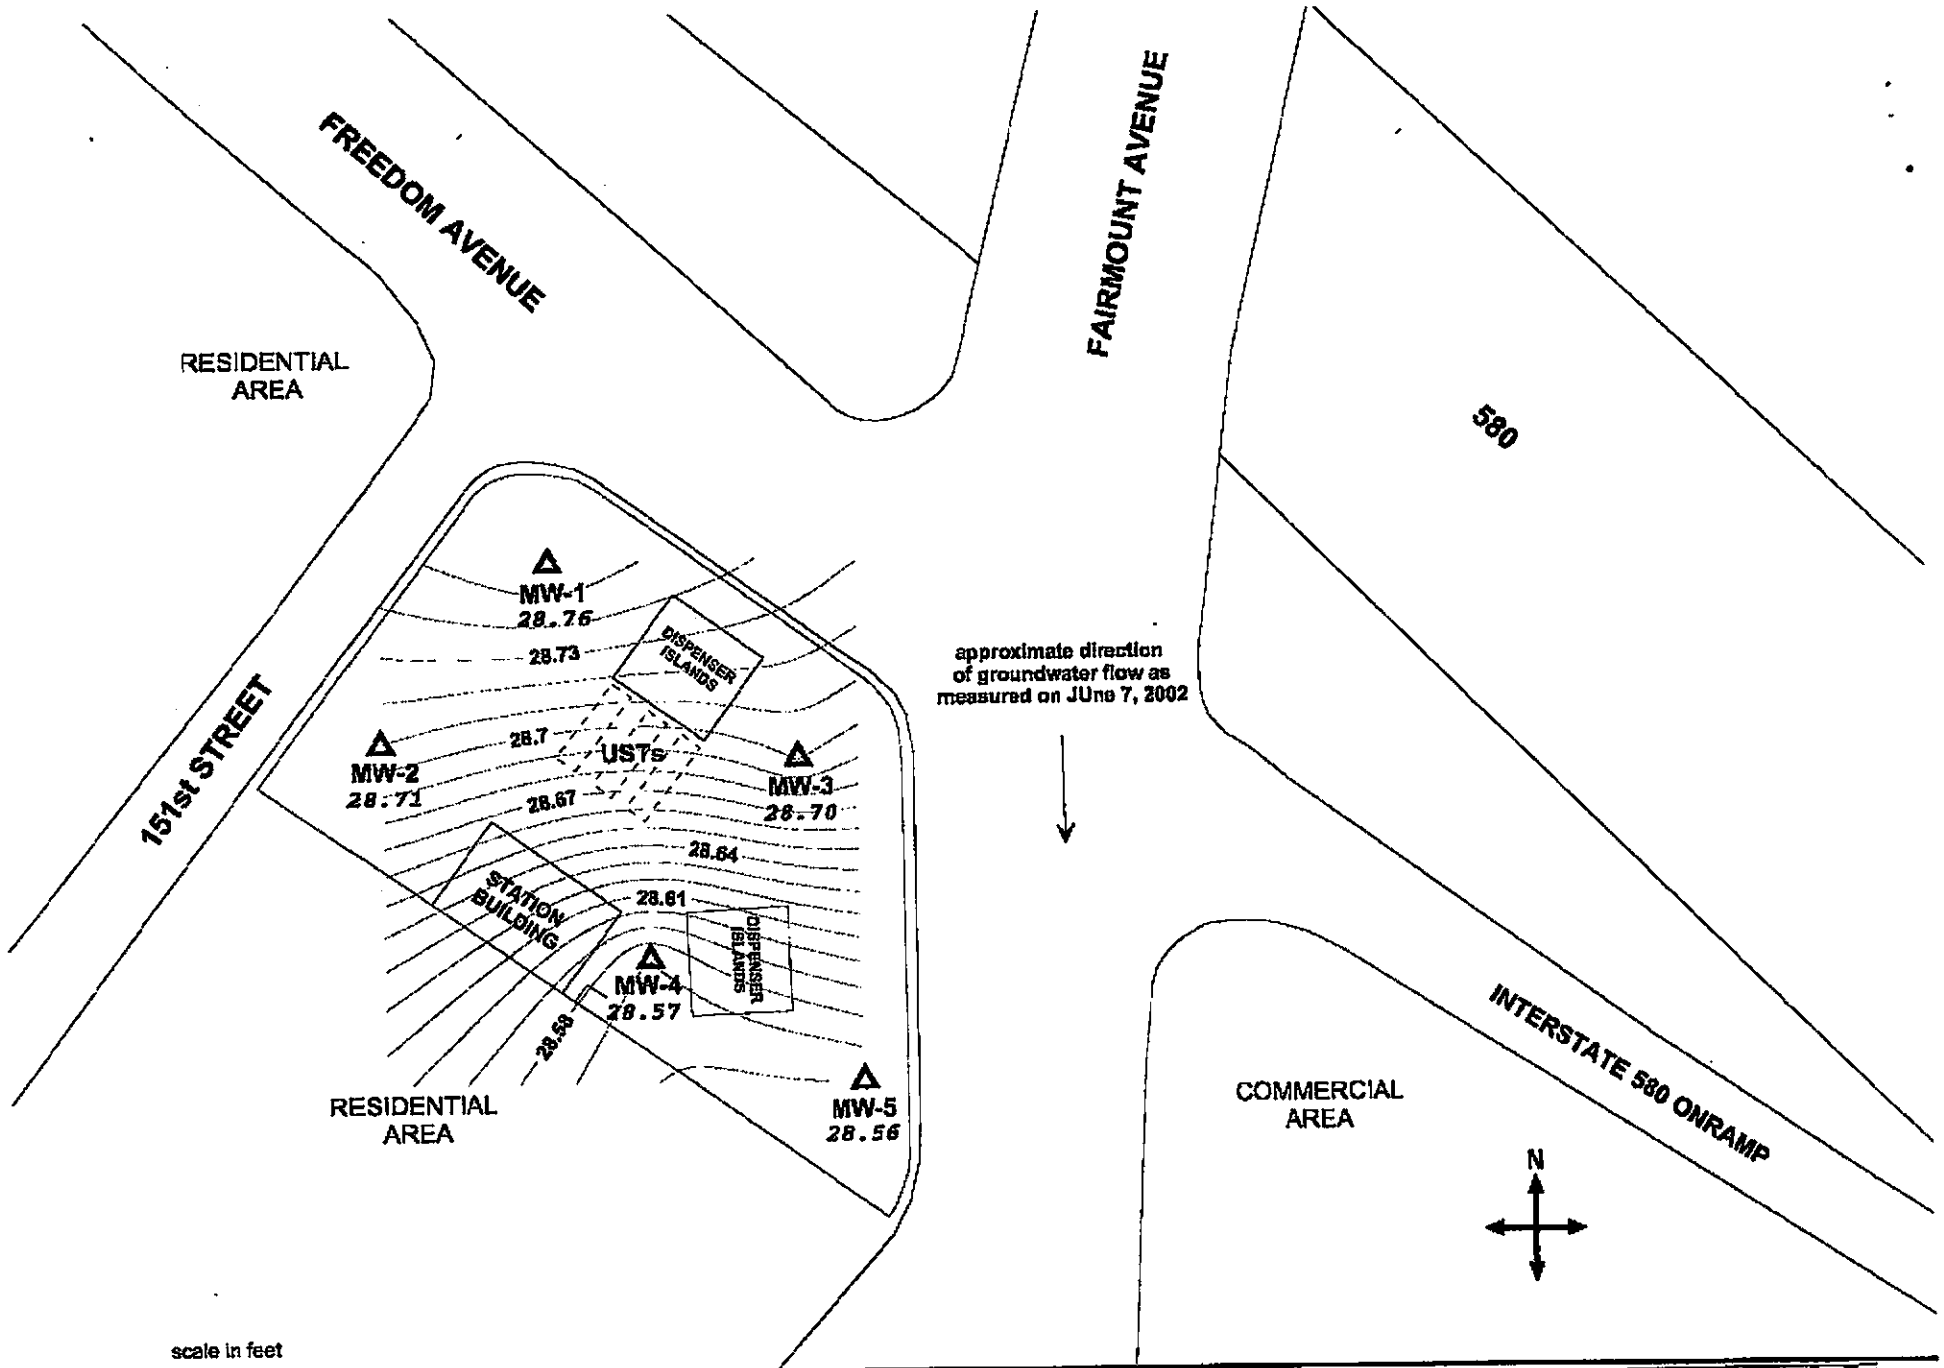 FREEDOM AVENUE
FAIRMOUNT AVENUE
RESIDENTIAL
AREA
580
151st STREET
MW-1
28.76
28.73
DISPENSER
ISLANDS
approximate direction
of groundwater flow as
measured on JUne 7, 2002
28.7
USTs
MW-2
28.71
MW-3
28.70
28.67
28.64
STATION
BUILDING
28.61
DISPENSER
ISLANDS
MW-4
28.57
28.58
RESIDENTIAL
AREA
MW-5
28.56
COMMERCIAL
AREA
INTERSTATE 580 ONRAMP
N
scale in feet